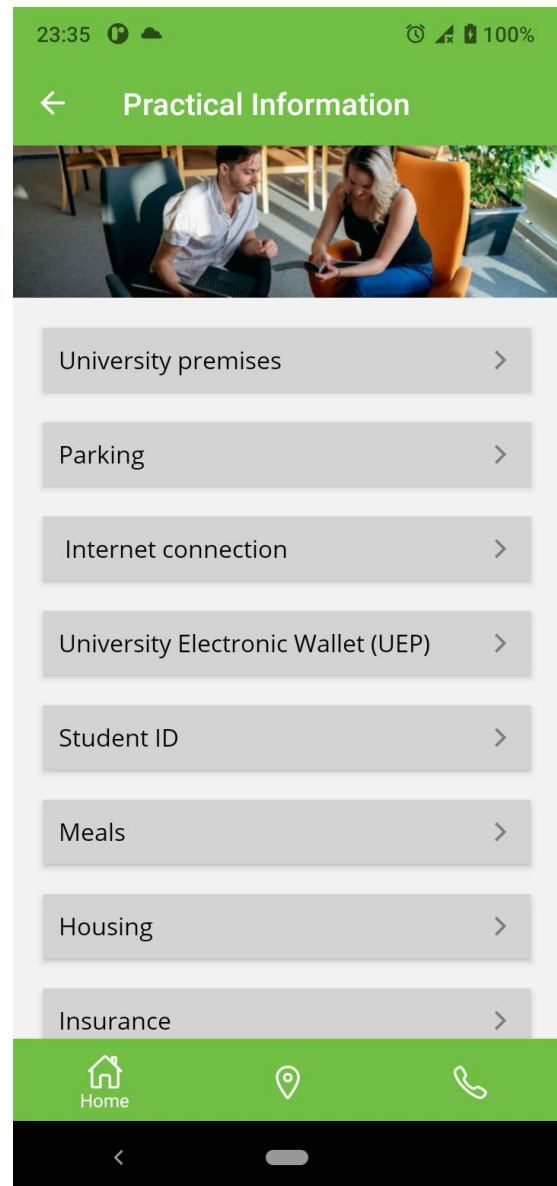 23:35 100%
Practical Information
University premises
Parking
Internet connection
University Electronic Wallet (UEP)
Student ID
Meals
Housing
Insurance
Home